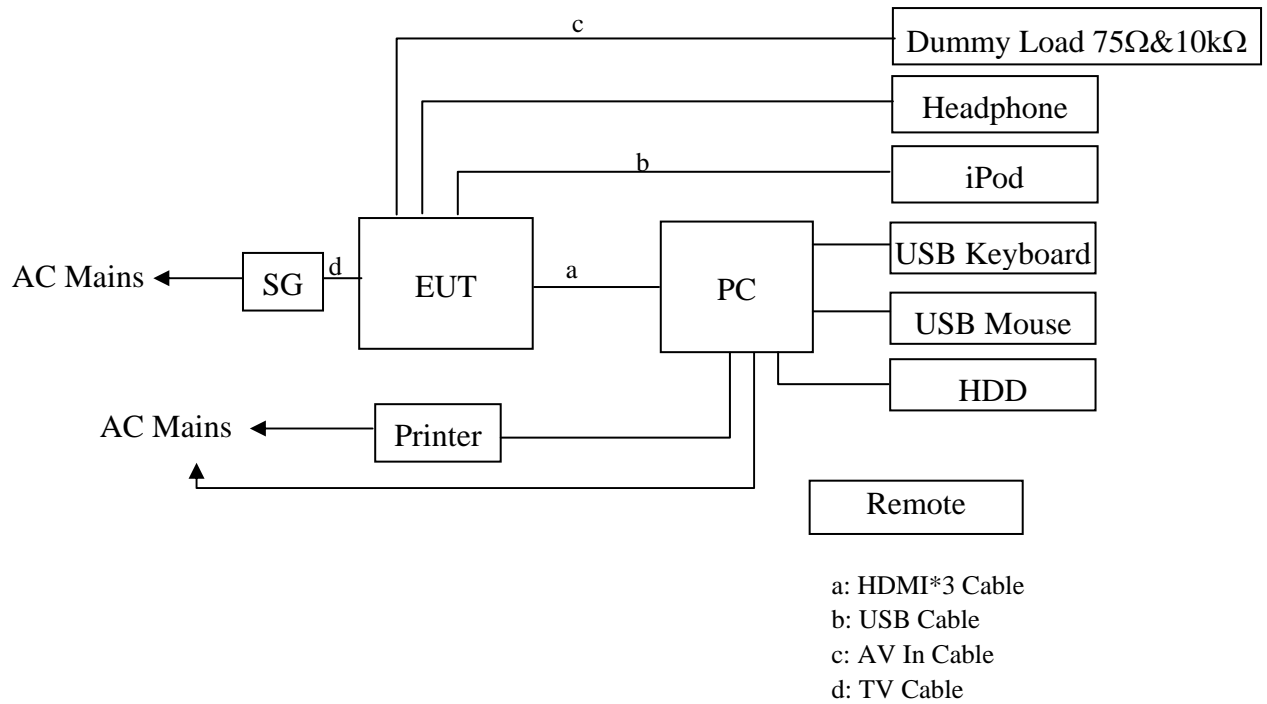 c
Dummy Load 75Ω&10kΩ
Headphone
b
iPod
AC Mains
SG
d
EUT
a
PC
USB Keyboard
USB Mouse
HDD
AC Mains
Printer
Remote
a: HDMI*3 Cable
b: USB Cable
c: AV In Cable
d: TV Cable